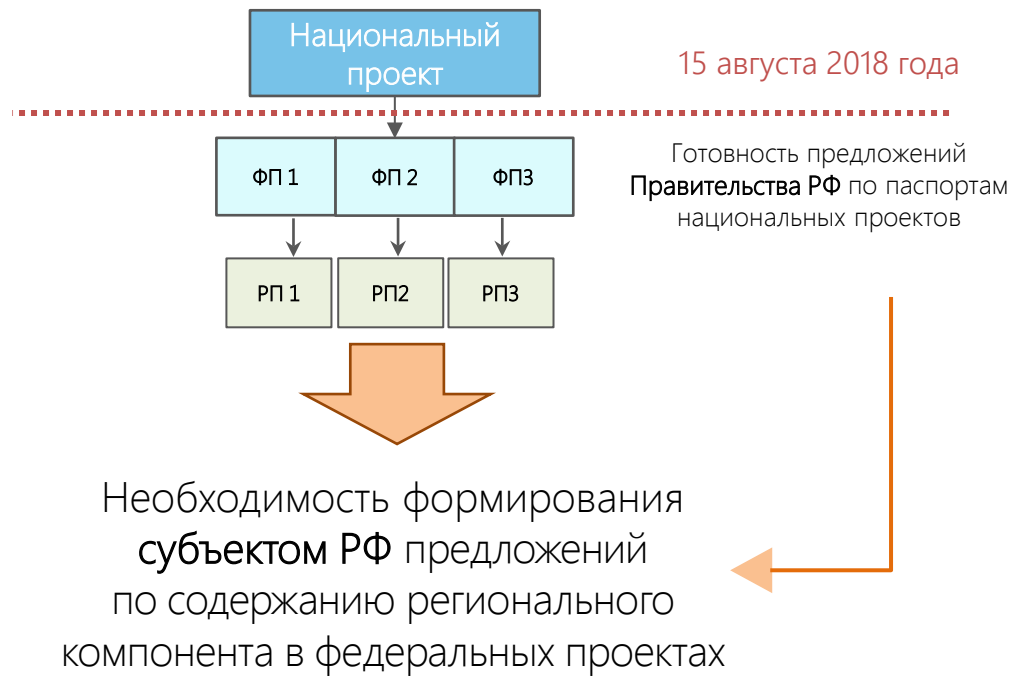 Национальный
проект
15 августа 2018 года
ФП 1
ФП 2
ФП3
Готовность предложений
Правительства РФ по паспортам
национальных проектов
РП 1
РП2
РП3
Необходимость формирования
субъектом РФ предложений
по содержанию регионального
компонента в федеральных проектах